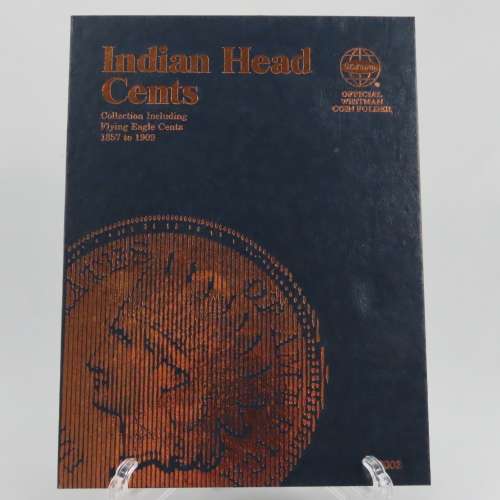 Indian Head
Cents
Collection Including
Flying Eagle Cents
1857 to 1909
OFFICIAL
WHITMAN
COIN FOLDER